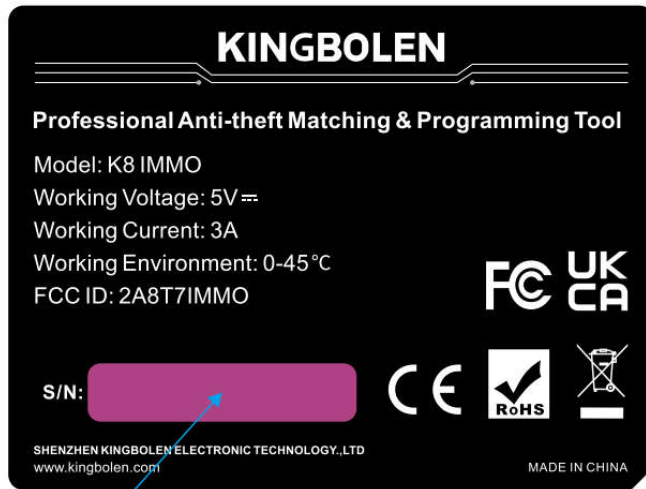 KINGBOLEN
Professional Anti-theft Matching & Programming Tool
Model: K8 IMMO
Working Voltage: 5V⎓
Working Current: 3A
Working Environment: 0-45℃
FCC ID: 2A8T7IMMO
FC UK CA
S/N:
CE RoHS
SHENZHEN KINGBOLEN ELECTRONIC TECHNOLOGY.,LTD
www.kingbolen.com
MADE IN CHINA